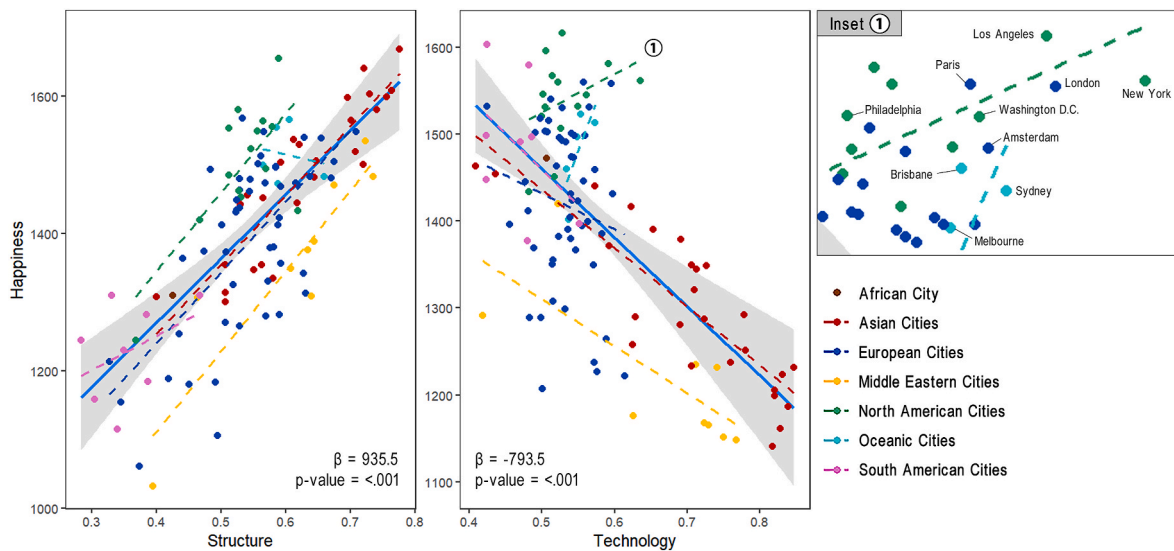 Happiness
1600
1400
1200
1000
0.3
0.4
0.5
0.6
0.7
0.8
Structure
β = 935.5
p-value = <.001
1600
1500
1400
1300
1200
1100
0.4
0.5
0.6
0.7
0.8
Technology
β = -793.5
p-value = <.001
1
Inset 1
Los Angeles
Paris
London
New York
Philadelphia
Washington D.C.
Amsterdam
Brisbane
Sydney
Melbourne
African City
Asian Cities
European Cities
Middle Eastern Cities
North American Cities
Oceanic Cities
South American Cities